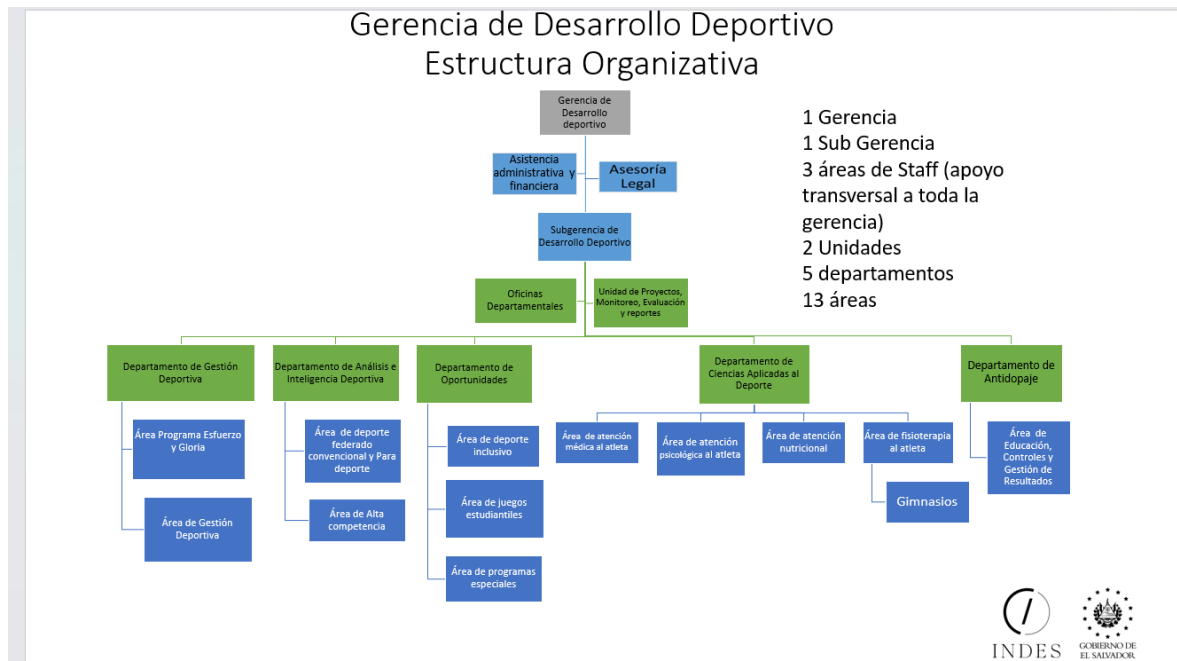 Gerencia de Desarrollo Deportivo
Estructura Organizativa
Gerencia de
Desarrollo
deportivo
Asistencia
administrativa y
financiera
Asesoría
Legal
Subgerencia de
Desarrollo Deportivo
Oficinas
Departamentales
Unidad de Proyectos,
Monitoreo, Evaluación
y reportes
1 Gerencia
1 Sub Gerencia
3 áreas de Staff (apoyo
transversal a toda la
gerencia)
2 Unidades
5 departamentos
13 áreas
Departamento de Gestión
Deportiva
Área Programa Esfuerzo
y Gloria
Área de Gestión
Deportiva
Departamento de Análisis e
Inteligencia Deportiva
Área de deporte
federado
convencional y Para
deporte
Área de Alta
competencia
Departamento de
Oportunidades
Área de deporte
inclusivo
Área de juegos
estudiantiles
Área de programas
especiales
Departamento de
Ciencias Aplicadas al
Deporte
Área de atención
médica al atleta
Área de atención
psicológica al atleta
Área de atención
nutricional
Área de fisioterapia
al atleta
Gimnasios
Departamento de
Antidopaje
Área de
Educación,
Controles y
Gestión de
Resultados
INDES
GOBIERNO DE
EL SALVADOR